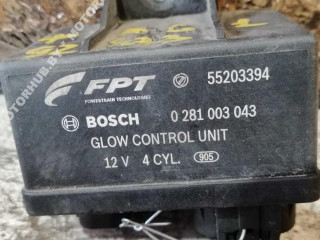 FPT 55203394
POWERTRAIN TECHNOLOGIES
BOSCH 0 281 003 043
GLOW CONTROL UNIT
12 V 4 CYL. 905